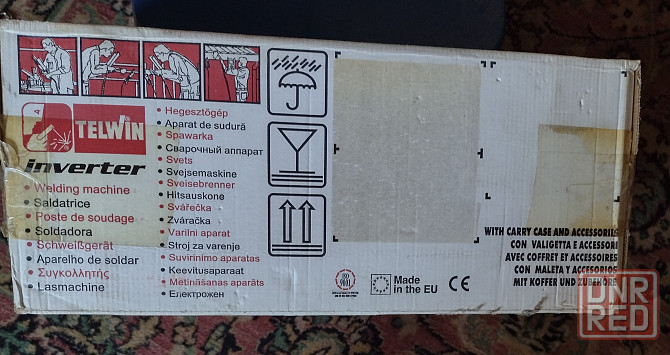 TELWIN
inverter
• Welding machine
• Saldatrice
• Poste de soudage
• Soldadora
• Schweißgerät
• Aparelho de soldar
• Συγκολλητής
• Lasmachine
• Hegesztőgép
• Aparat de sudură
• Spawarka
• Сварочный аппарат
• Svets
• Svejsemaskine
• Sveisebrenner
• Hitsauskone
• Svářečka
• Zváračka
• Varilni aparat
• Stroj za varenje
• Suvirinimo aparatas
• Keevitusaparaat
• Metināšanas aparāts
• Електрожен
ISO 9001
Made
in the EU
CE
WITH CARRY CASE AND ACCESSORIES
CON VALIGETTA E ACCESSORI
AVEC COFFRET ET ACCESSOIRES
CON MALETA Y ACCESORIOS
MIT KOFFER UND ZUBEHÖRE
DNR
RED